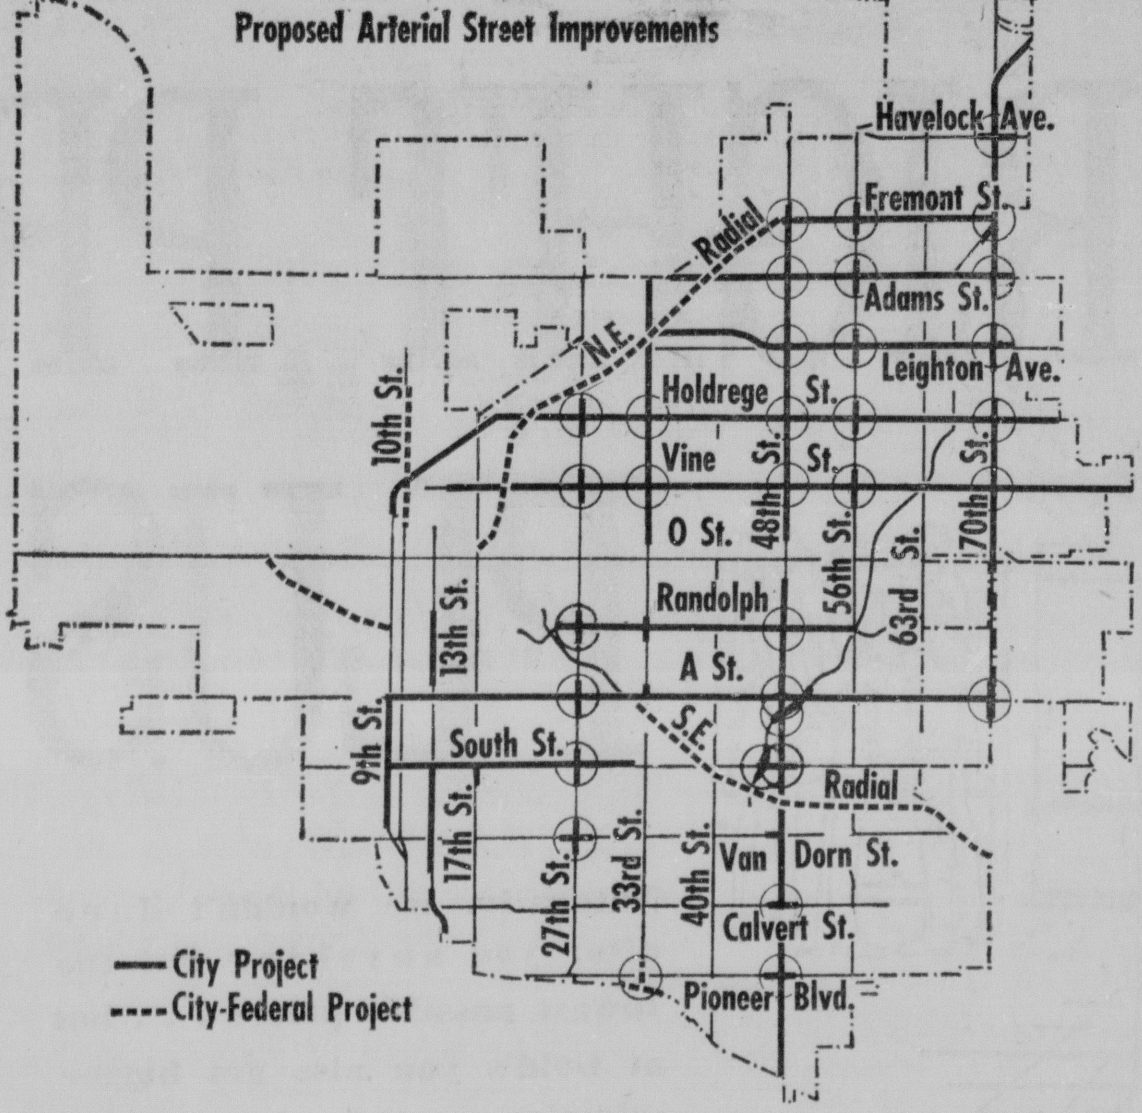 Proposed Arterial Street Improvements
Havelock Ave.
Fremont St.
Radial
Adams St.
N.E.
Leighton Ave.
10th St.
Holdrege St.
Vine St.
48th St.
70th St.
O St.
56th St.
63rd St.
Randolph
13th St.
A St.
S.E.
9th St.
South St.
Radial
17th St.
27th St.
33rd St.
40th St.
Van Dorn St.
Calvert St.
City Project
Pioneer Blvd.
City-Federal Project